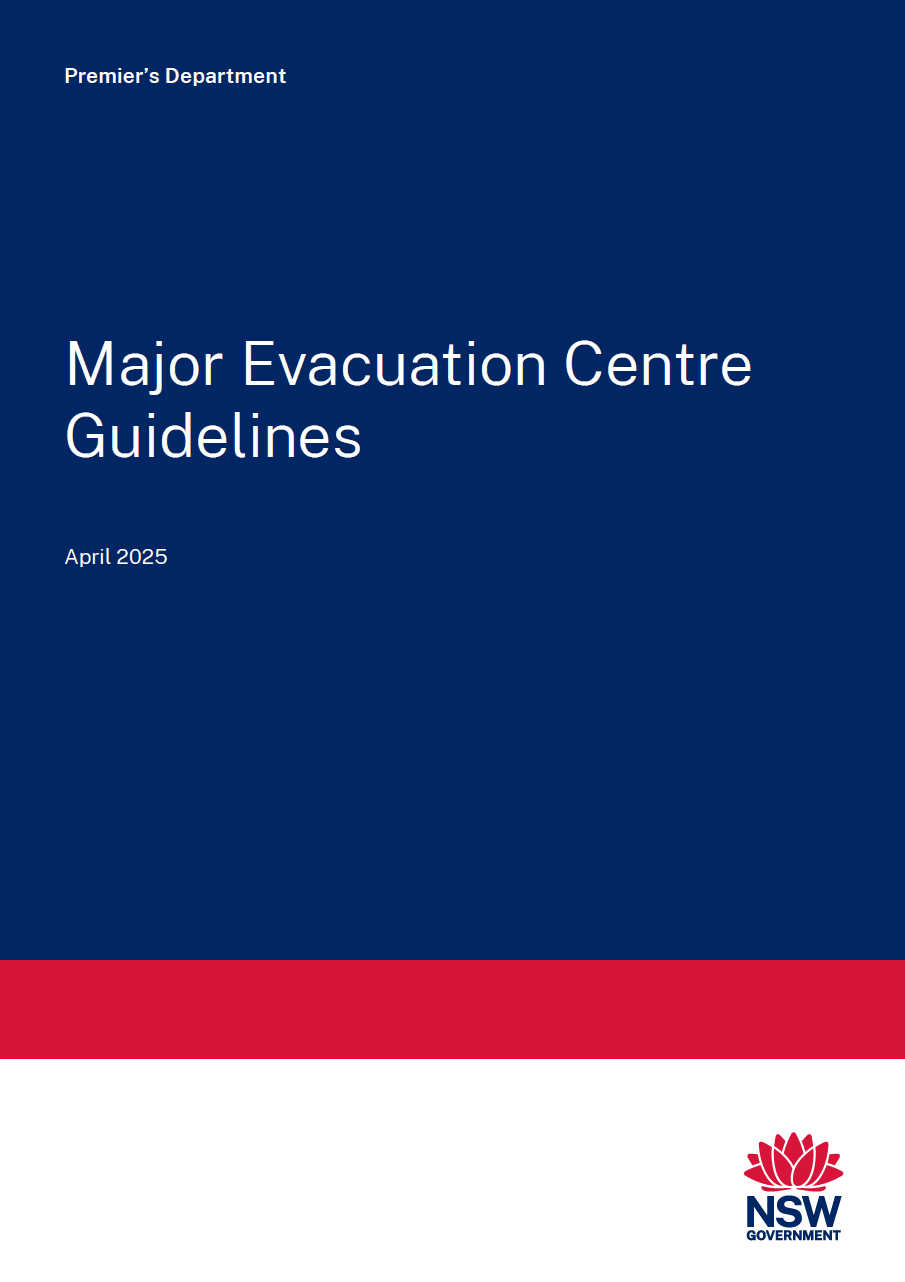 Premier’s Department
Major Evacuation Centre
Guidelines
April 2025
NSW
GOVERNMENT